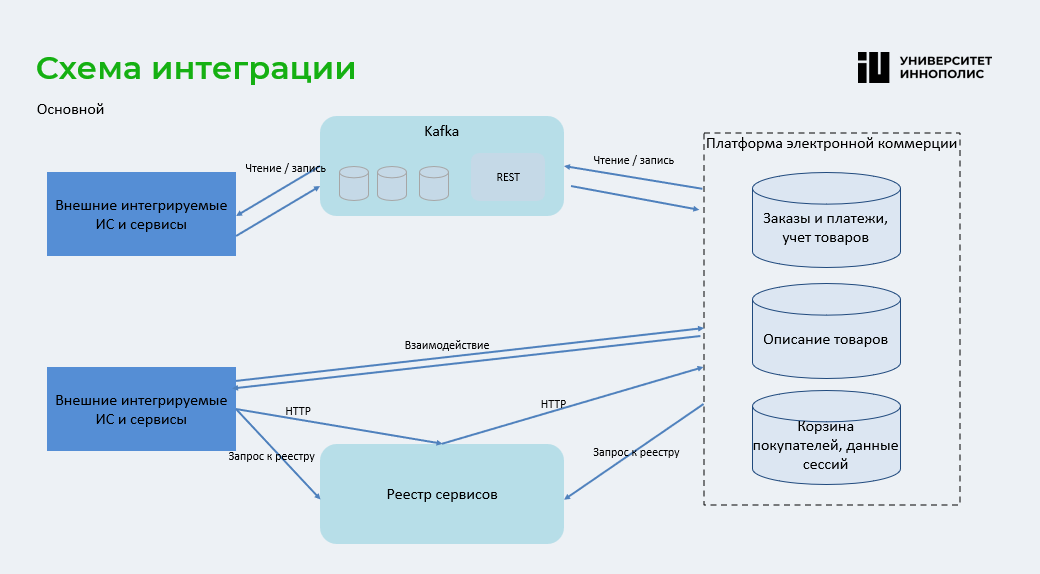 Схема интеграции
УНИВЕРСИТЕТ
ИННОПОЛИС
Основной
Kafka
Платформа электронной коммерции
Чтение / запись
Чтение / запись
REST
Внешние интегрируемые
ИС и сервисы
Заказы и платежи,
учет товаров
Взаимодействие
Описание товаров
Внешние интегрируемые
ИС и сервисы
HTTP
HTTP
Корзина
покупателей, данные
сессий
Запрос к реестру
Запрос к реестру
Реестр сервисов